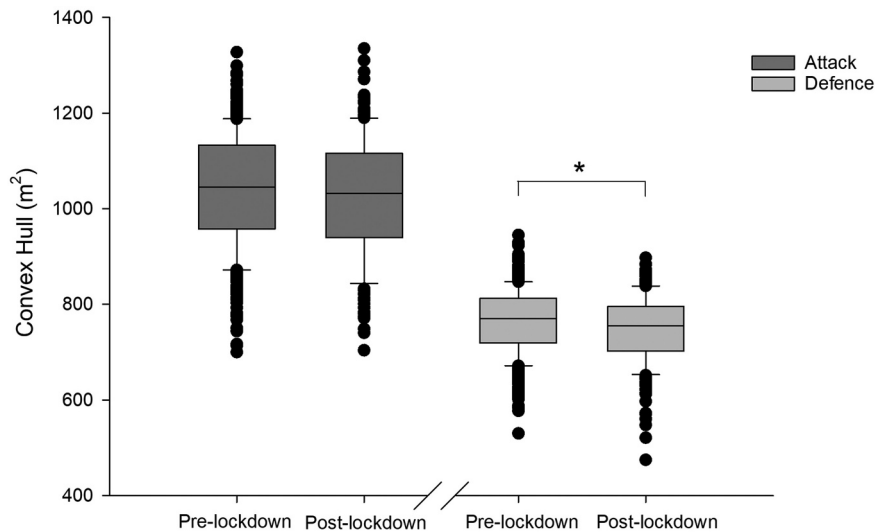 1400
1200
1000
800
600
400
Convex Hull (m²)
Attack
Defence
*
Pre-lockdown Post-lockdown Pre-lockdown Post-lockdown